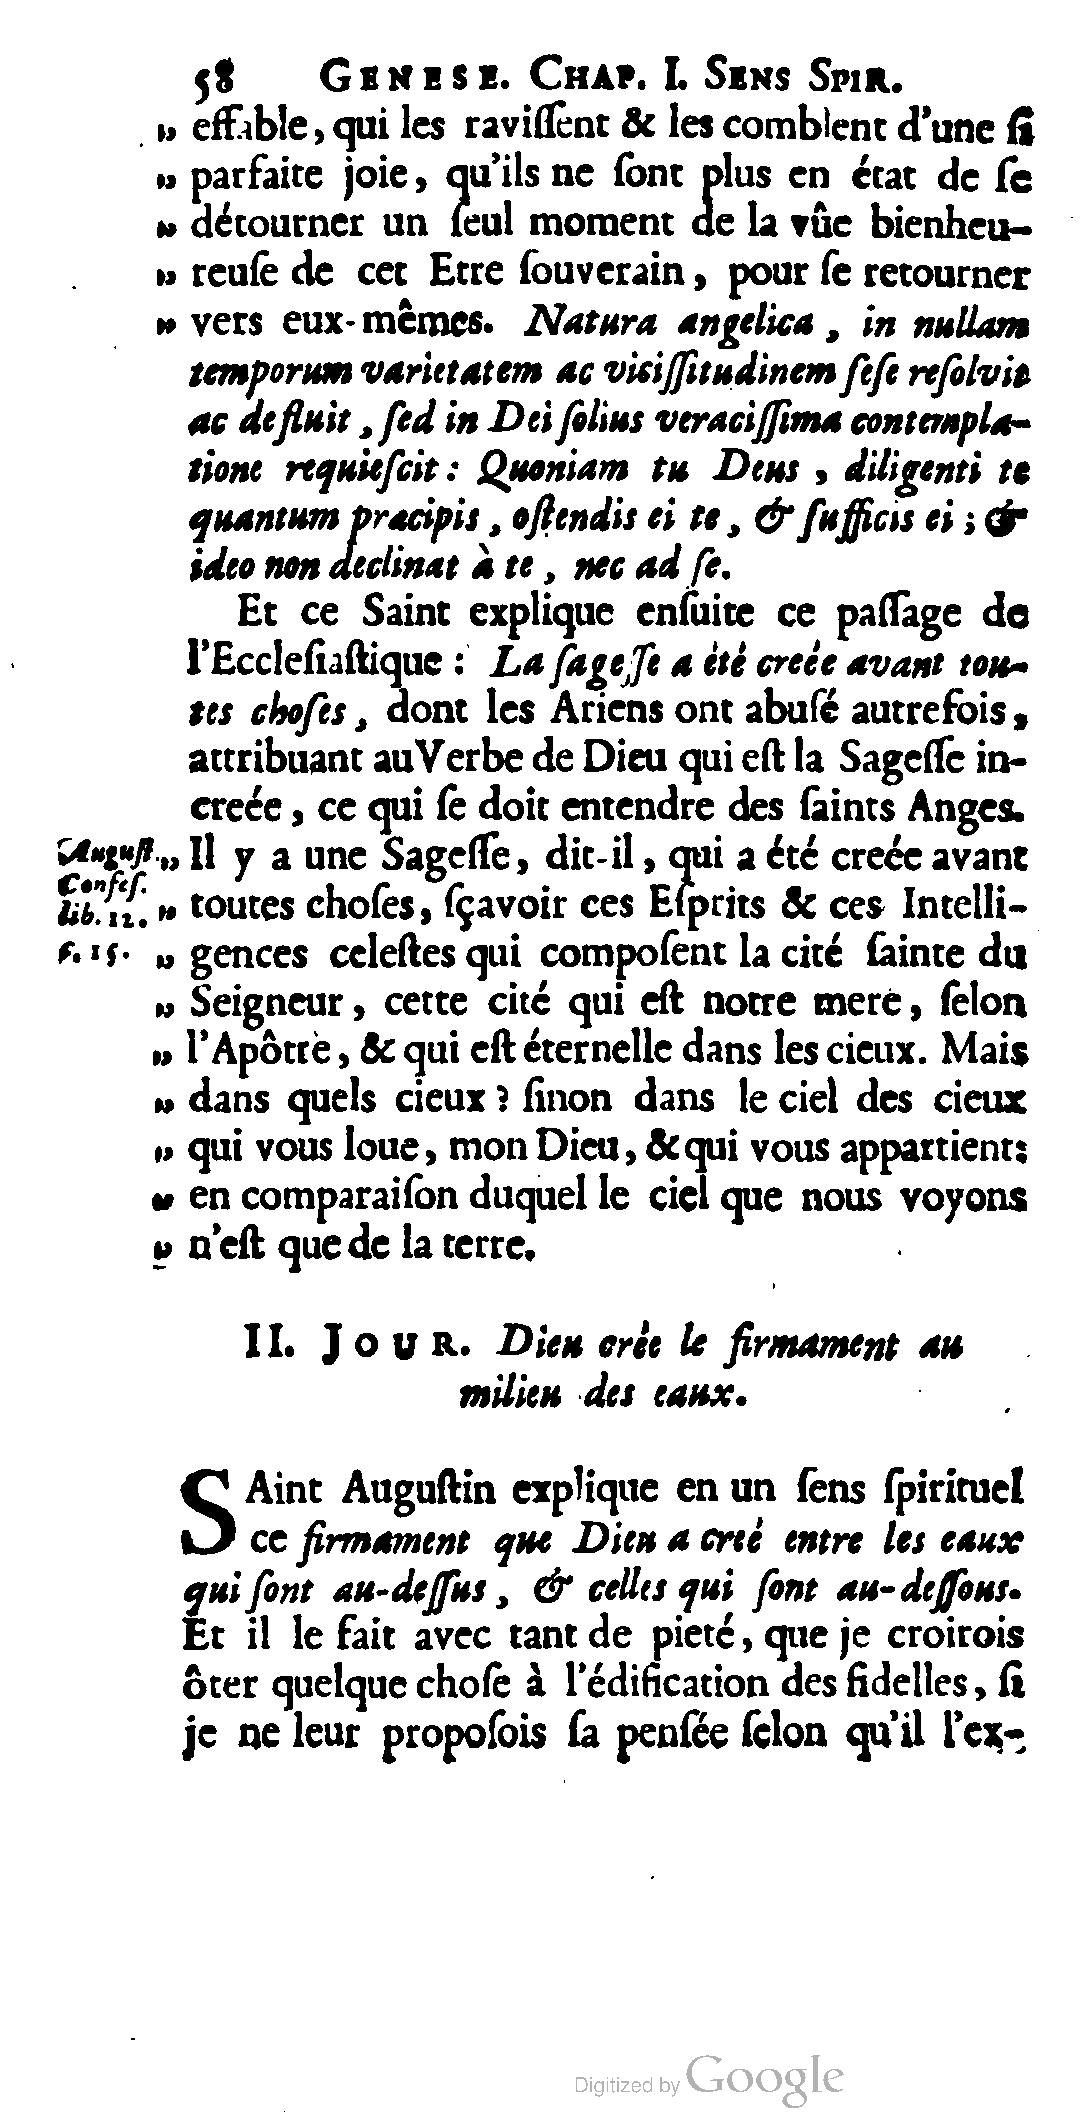 58 GENESE. CHAP. I. SENS SPIR.
„ effable, qui les raviſſent & les comblent d'une ſi
„ parfaite joie, qu'ils ne ſont plus en état de ſe
„ détourner un ſeul moment de la vûe bienheu-
„ reuſe de cet Etre ſouverain, pour ſe retourner
„ vers eux-mêmes. Natura angelica, in nullam
temporum varietatem ac viciſſitudinem ſeſe reſolvit
ac defluit, ſed in Dei ſolius veraciſſima contempla-
tione requieſcit: Quoniam tu Deus, diligenti te
quantum præcipis, oſtendis ei te, & ſufficis ei; &
ideo non declinat à te, nec ad ſe.
Et ce Saint explique enſuite ce paſſage de
l'Eccleſiaſtique: La ſageſſe a été creée avant tou-
tes choſes, dont les Ariens ont abuſé autrefois,
attribuant au Verbe de Dieu qui eſt la Sageſſe in-
creée, ce qui ſe doit entendre des ſaints Anges.
Auguſt. „ Il y a une Sageſſe, dit-il, qui a été creée avant
Confeſ.
lib. 12. „ toutes choſes, ſçavoir ces Eſprits & ces Intelli-
c. 15. „ gences celeſtes qui compoſent la cité ſainte du
„ Seigneur, cette cité qui eſt notre mere, ſelon
„ l'Apôtre, & qui eſt éternelle dans les cieux. Mais
„ dans quels cieux? ſinon dans le ciel des cieux
„ qui vous loue, mon Dieu, & qui vous appartient;
„ en comparaiſon duquel le ciel que nous voyons
„ n'eſt que de la terre.
II. JOUR. Dieu crée le firmament au
milieu des eaux.
SAint Auguſtin explique en un ſens ſpirituel
ce firmament que Dieu a creé entre les eaux
qui ſont au-deſſus, & celles qui ſont au-deſſous.
Et il le fait avec tant de pieté, que je croirois
ôter quelque choſe à l'édification des fidelles, ſi
je ne leur propoſois ſa penſée ſelon qu'il l'ex-
Digitized by Google